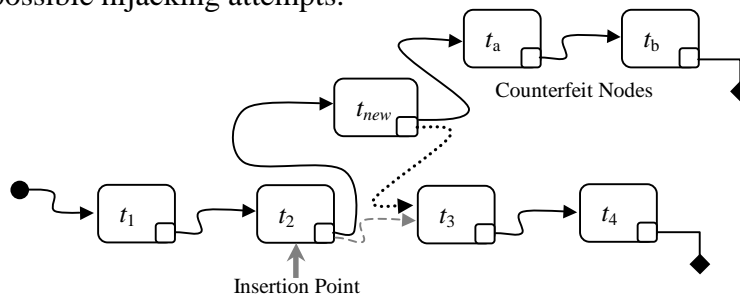 possible hijacking attempts.
t_a
t_b
Counterfeit Nodes
t_new
t_1
t_2
t_3
t_4
Insertion Point